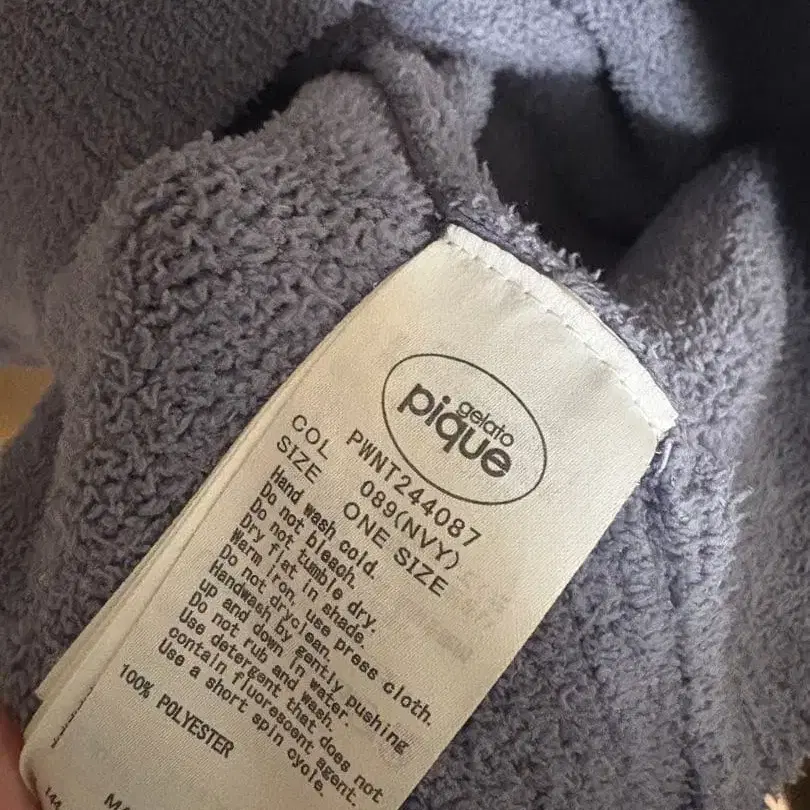 gelato
pique
PWNT244087
COL 089(NVY)
SIZE ONE SIZE
Hand wash cold.
Do not bleach.
Do not tumble dry.
Dry flat in shade.
Warm iron, use press cloth.
Do not dryclean.
Handwash by gently pushing
up and down in water.
Do not rub and wash.
Use detergent that does not
contain fluorescent agent.
Use a short spin cycle.
100% POLYESTER